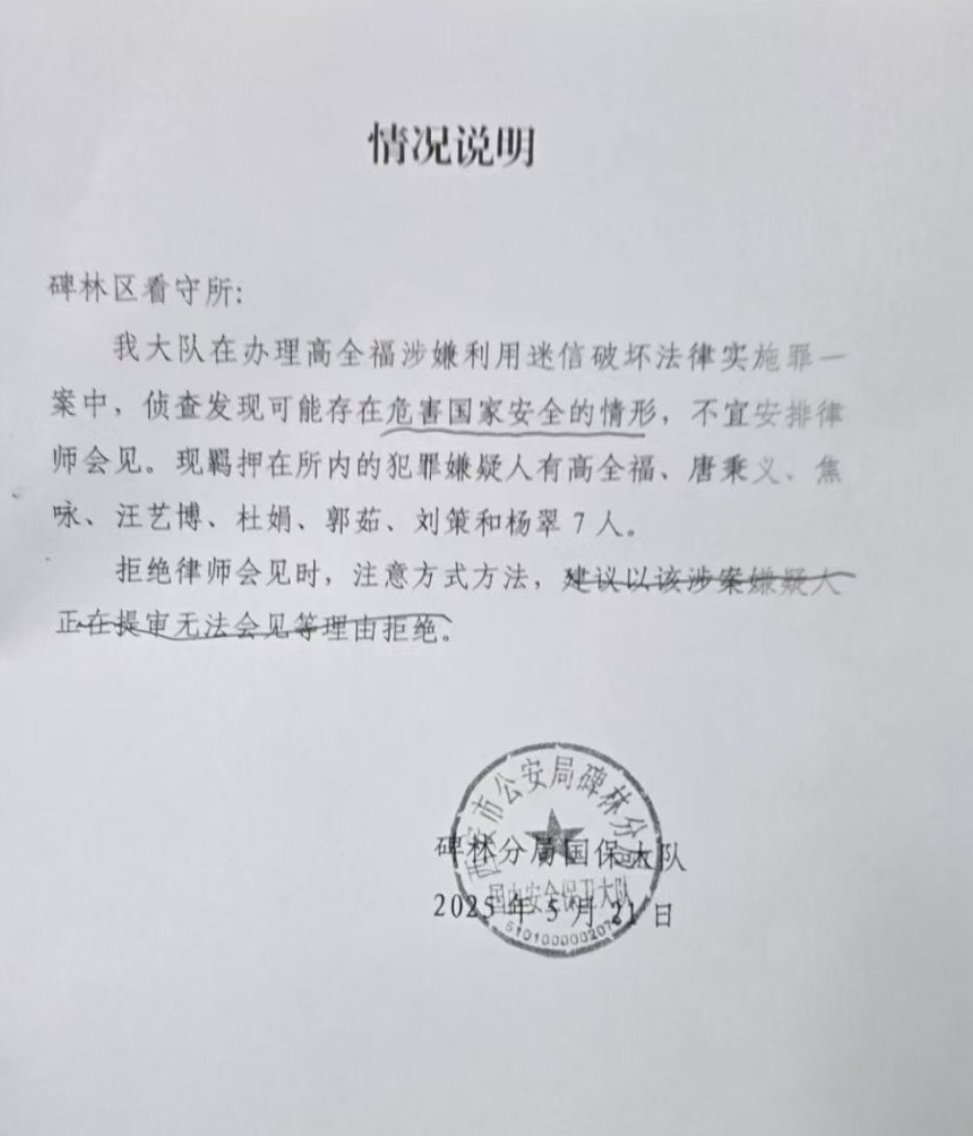 情况说明
碑林区看守所：
我大队在办理高全福涉嫌利用迷信破坏法律实施罪一
案中，侦查发现可能存在危害国家安全的情形，不宜安排律
师会见。现羁押在所内的犯罪嫌疑人有高全福、唐秉义、焦
咏、汪艺博、杜娟、郭茹、刘策和杨翠 7 人。
拒绝律师会见时，注意方式方法，建议以该涉案嫌疑人
正在提审无法会见等理由拒绝。
西安市公安局碑林分局
碑林分局国保大队
国内安全保卫大队
2025 年 5 月 21 日